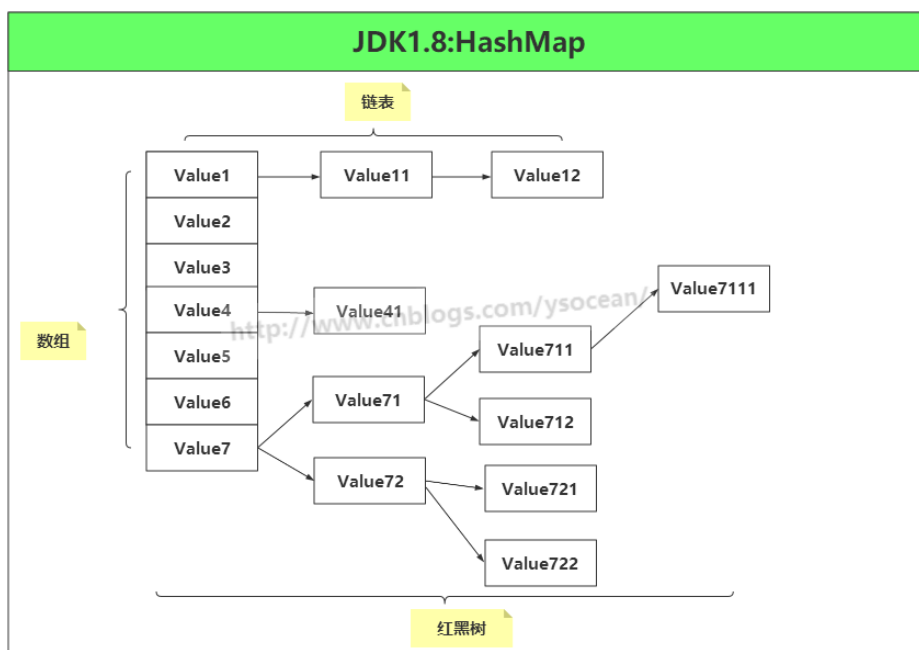 JDK1.8:HashMap
链表
Value1
Value11
Value12
Value2
Value3
Value7111
Value4
Value41
http://www.cnblogs.com/ysocean/
数组
Value5
Value711
Value6
Value71
Value712
Value7
Value72
Value721
Value722
红黑树